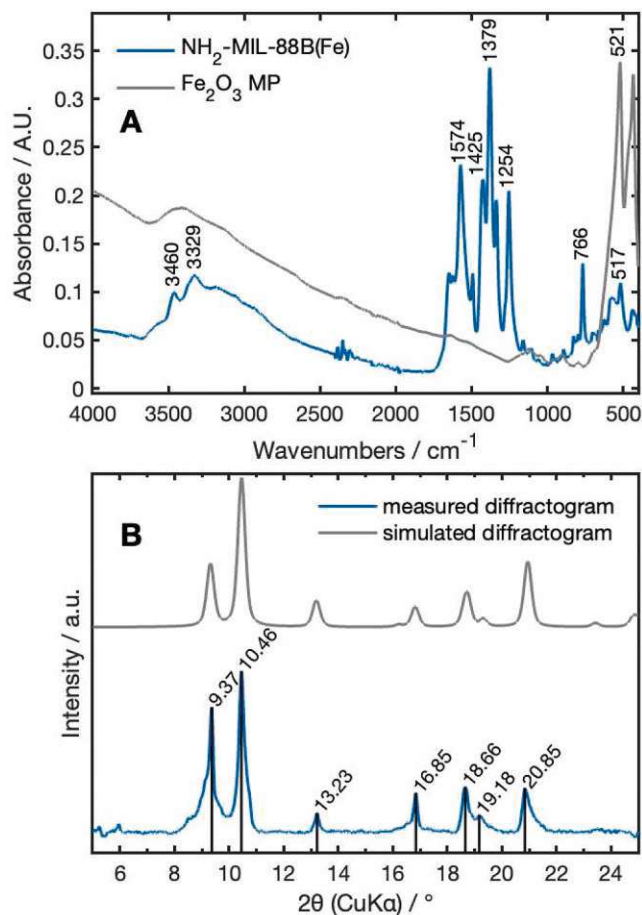 0.35
0.3
0.25
0.2
0.15
0.1
0.05
0
Absorbance / A.U.
NH₂-MIL-88B(Fe)
Fe₂O₃ MP
A
3460
3329
1574
1425
1379
1254
766
521
517
4000 3500 3000 2500 2000 1500 1000 500
Wavenumbers / cm⁻¹
B
measured diffractogram
simulated diffractogram
Intensity / a.u.
9.37
10.46
13.23
16.85
18.66
19.18
20.85
6 8 10 12 14 16 18 20 22 24
2θ (CuKα) / °